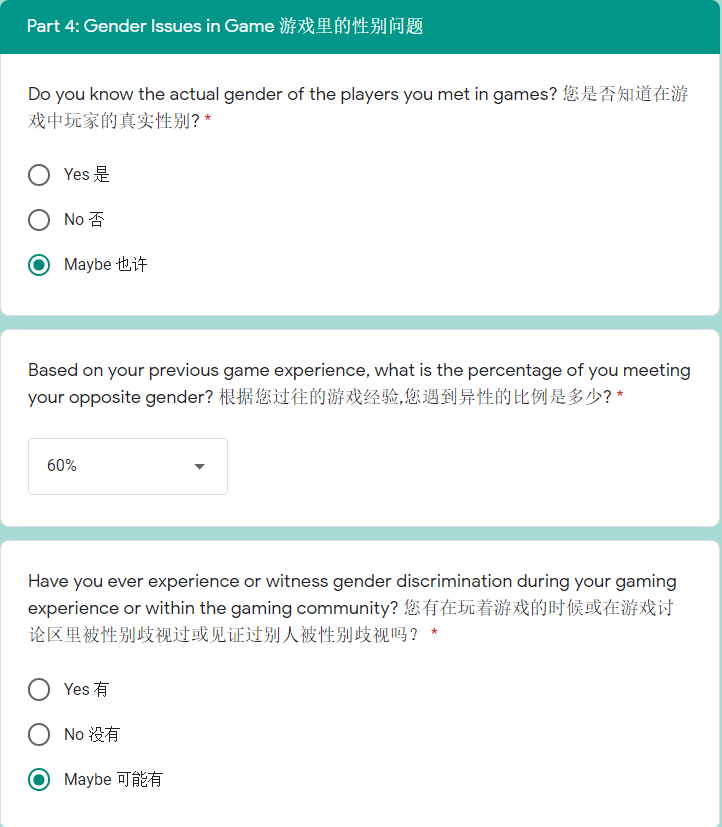 Part 4: Gender Issues in Game 游戏里的性别问题
Do you know the actual gender of the players you met in games? 您是否知道在游
戏中玩家的真实性别? *
Yes 是
No 否
Maybe 也许
Based on your previous game experience, what is the percentage of you meeting
your opposite gender? 根据您过往的游戏经验,您遇到异性的比例是多少? *
60%
Have you ever experience or witness gender discrimination during your gaming
experience or within the gaming community? 您有在玩着游戏的时候或在游戏讨
论区里被性别歧视过或见证过别人被性别歧视吗? *
Yes 有
No 没有
Maybe 可能有